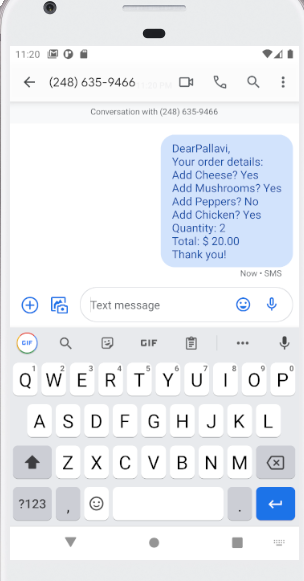 11:20
(248) 635-9466
Conversation with (248) 635-9466
DearPallavi,
Your order details:
Add Cheese? Yes
Add Mushrooms? Yes
Add Peppers? No
Add Chicken? Yes
Quantity: 2
Total: $ 20.00
Thank you!
Now • SMS
Text message
GIF GIF
1 2 3 4 5 6 7 8 9 0
Q W E R T Y U I O P
A S D F G H J K L
Z X C V B N M
?123 , .